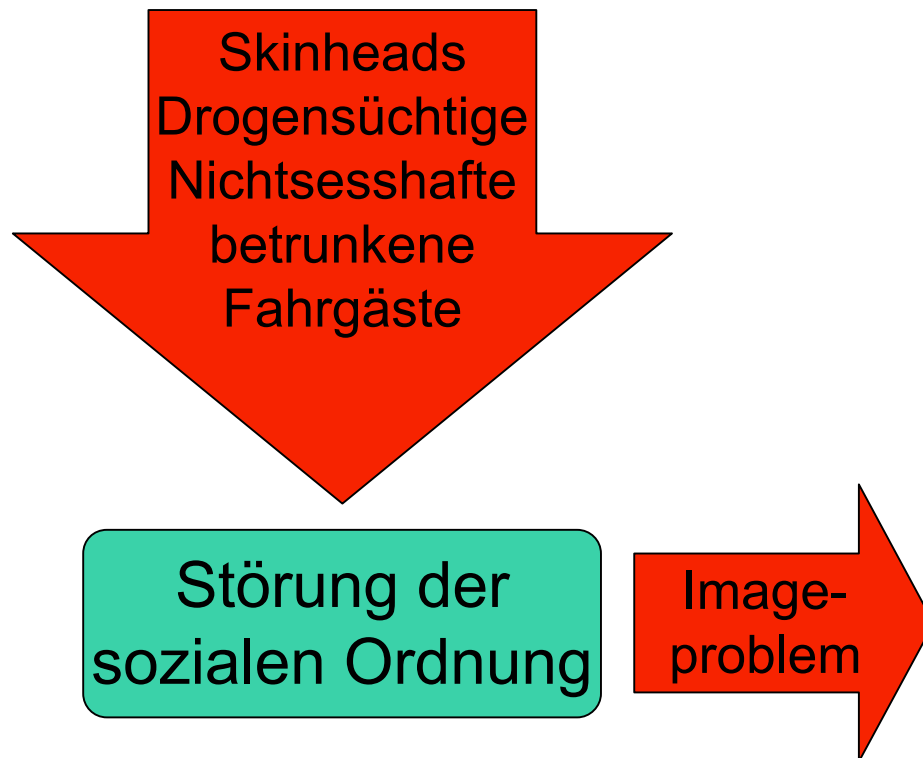 Skinheads
Drogensüchtige
Nichtsesshafte
betrunkene
Fahrgäste
Störung der
sozialen Ordnung
Image-
problem